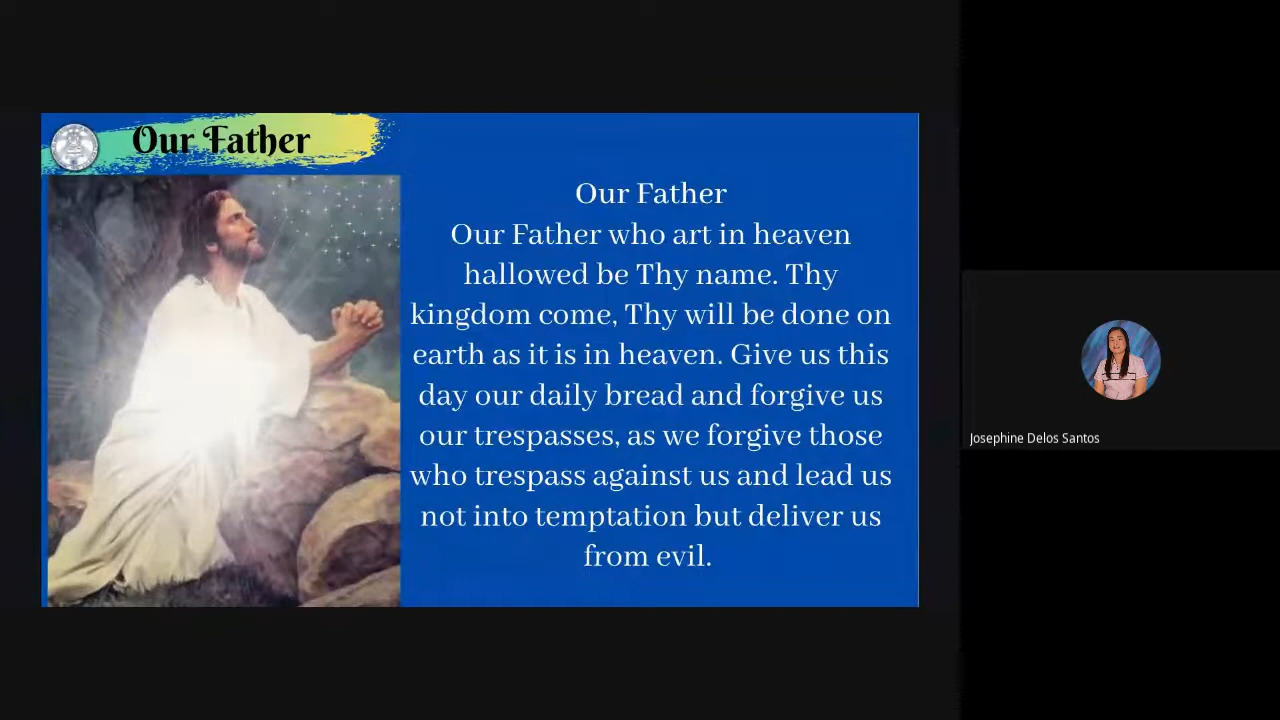 Our Father
Our Father
Our Father who art in heaven
hallowed be Thy name. Thy
kingdom come, Thy will be done on
earth as it is in heaven. Give us this
day our daily bread and forgive us
our trespasses, as we forgive those
who trespass against us and lead us
not into temptation but deliver us
from evil.
Josephine Delos Santos